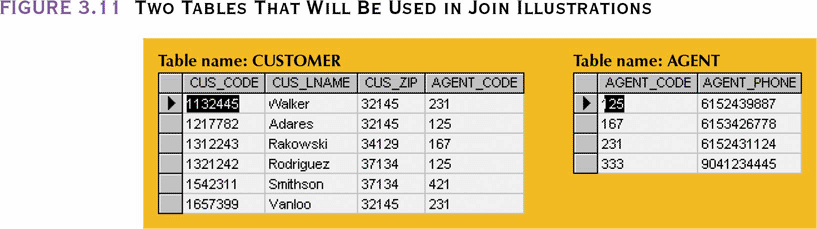 FIGURE 3.11 TWO TABLES THAT WILL BE USED IN JOIN ILLUSTRATIONS
Table name: CUSTOMER
CUS_CODE CUS_LNAME CUS_ZIP AGENT_CODE
1132445 Walker 32145 231
1217782 Adares 32145 125
1312243 Rakowski 34129 167
1321242 Rodriguez 37134 125
1542311 Smithson 37134 421
1657399 Vanloo 32145 231
Table name: AGENT
AGENT_CODE AGENT_PHONE
125 6152439887
167 6153426778
231 6152431124
333 9041234445